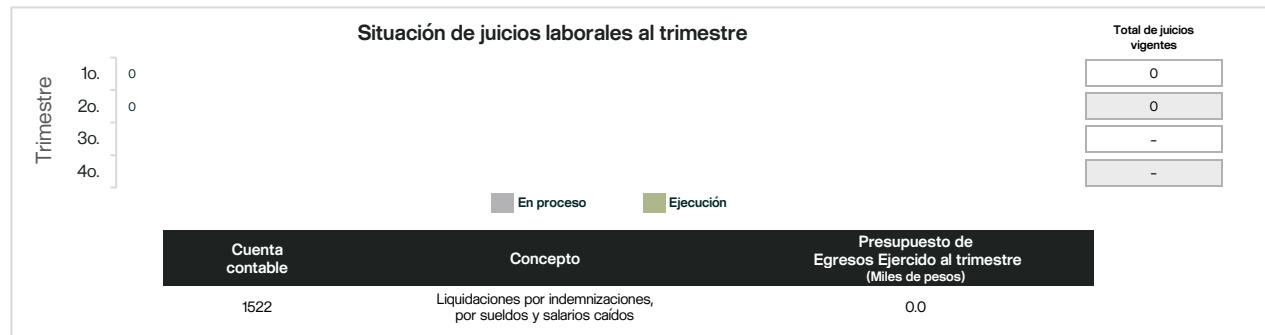 Situación de juicios laborales al trimestre
Total de juicios
vigentes
Trimestre
1o. 0 0
2o. 0 0
3o. -
4o. -
En proceso Ejecución
Cuenta
contable
Concepto
Presupuesto de
Egresos Ejercido al trimestre
(Miles de pesos)
1522
Liquidaciones por indemnizaciones,
por sueldos y salarios caídos
0.0